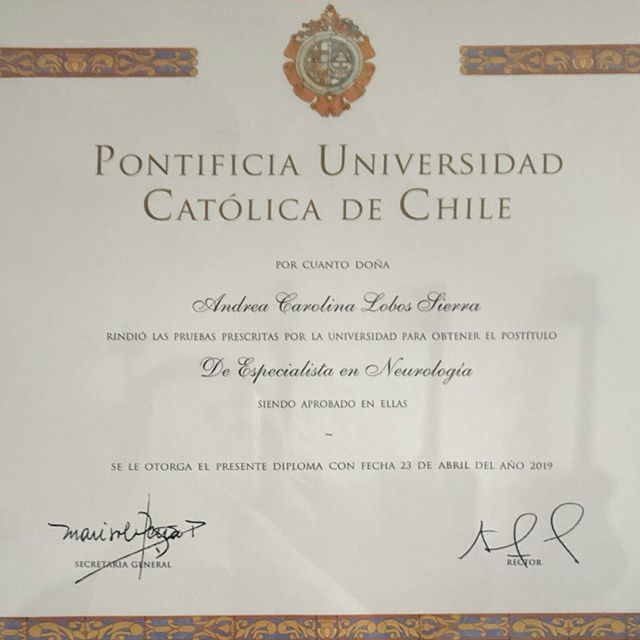 PONTIFICIA UNIVERSIDAD
CATÓLICA DE CHILE
POR CUANTO DOÑA
Andrea Carolina Lobos Sierra
RINDIÓ LAS PRUEBAS PRESCRITAS POR LA UNIVERSIDAD PARA OBTENER EL POSTÍTULO
De Especialista en Neurología
SIENDO APROBADO EN ELLAS
~
SE LE OTORGA EL PRESENTE DIPLOMA CON FECHA 23 DE ABRIL DEL AÑO 2019
SECRETARIA GENERAL
RECTOR